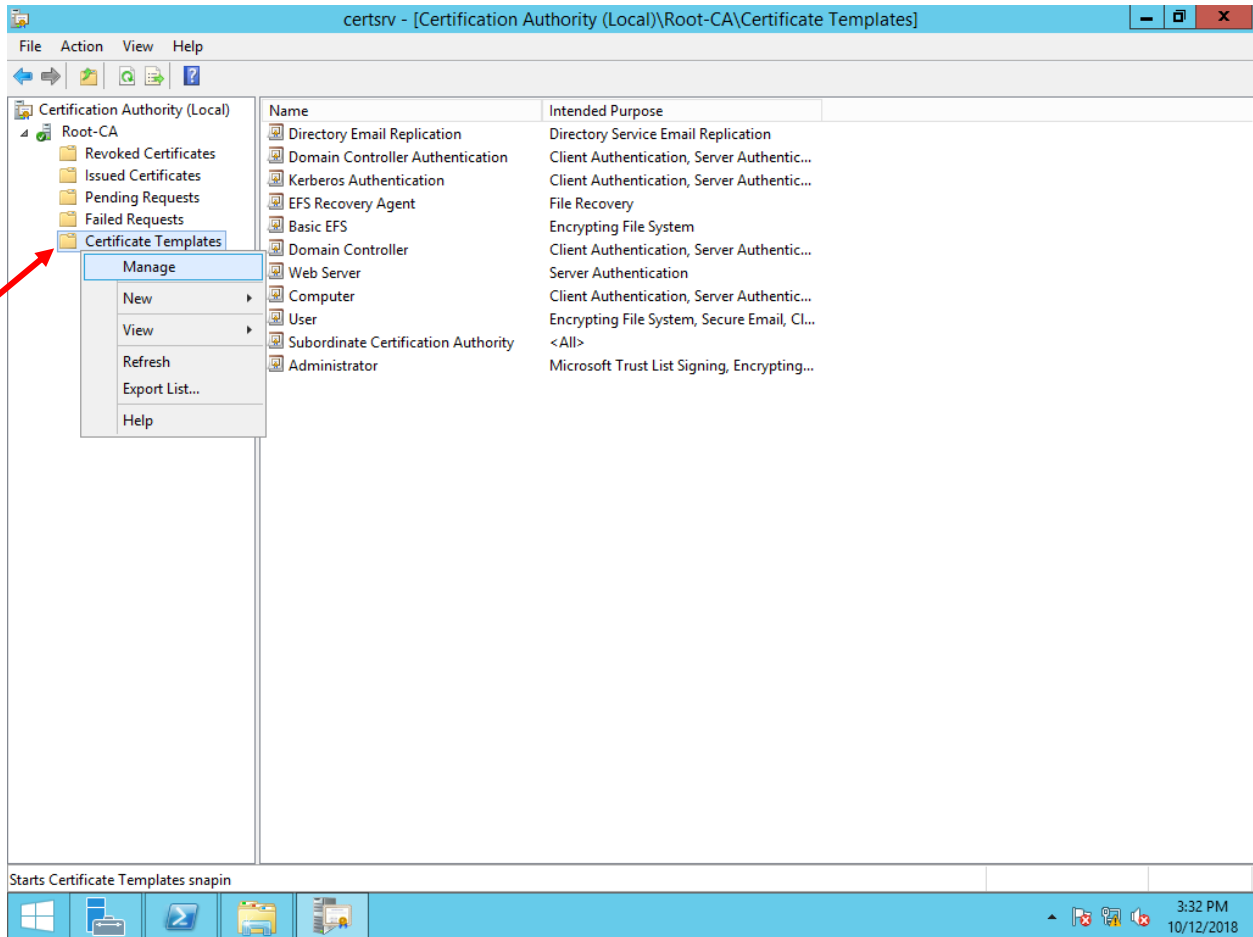 certsrv - [Certification Authority (Local)\Root-CA\Certificate Templates]
File Action View Help
Certification Authority (Local)
Root-CA
Revoked Certificates
Issued Certificates
Pending Requests
Failed Requests
Certificate Templates
Manage
New
View
Refresh
Export List...
Help
Name Intended Purpose
Directory Email Replication Directory Service Email Replication
Domain Controller Authentication Client Authentication, Server Authentic...
Kerberos Authentication Client Authentication, Server Authentic...
EFS Recovery Agent File Recovery
Basic EFS Encrypting File System
Domain Controller Client Authentication, Server Authentic...
Web Server Server Authentication
Computer Client Authentication, Server Authentic...
User Encrypting File System, Secure Email, Cl...
Subordinate Certification Authority <All>
Administrator Microsoft Trust List Signing, Encrypting...
Starts Certificate Templates snapin
3:32 PM
10/12/2018